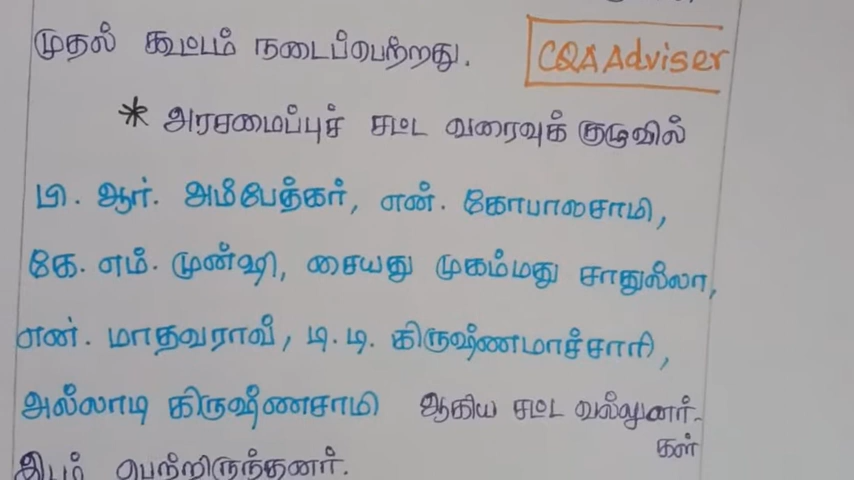 முதல் கூட்டம் நடைப்பெற்றது.
CQA Adviser
* அரசமைப்புச் சட்ட வரைவுக் குழுவில்
பி. ஆர். அம்பேத்கர், என். கோபாலசாமி,
கே. எம். முன்ஷி, சையது முகம்மது சாதுல்லா,
என். மாதவராவ், டி. டி. கிருஷ்ணமாச்சாரி,
அல்லாடி கிருஷ்ணசாமி ஆகிய சட்ட வல்லுனர்-
கள்
இடம் பெற்றிருந்தனர்.